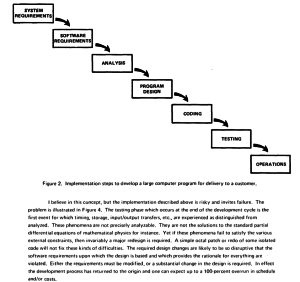 SYSTEM
REQUIREMENTS
SOFTWARE
REQUIREMENTS
ANALYSIS
PROGRAM
DESIGN
CODING
TESTING
OPERATIONS
Figure 2. Implementation steps to develop a large computer program for delivery to a customer.
I believe in this concept, but the implementation described above is risky and invites failure. The
problem is illustrated in Figure 4. The testing phase which occurs at the end of the development cycle is the
first event for which timing, storage, input/output transfers, etc., are experienced as distinguished from
analyzed. These phenomena are not precisely analyzable. They are not the solutions to the standard partial
differential equations of mathematical physics for instance. Yet if these phenomena fail to satisfy the various
external constraints, then invariably a major redesign is required. A simple octal patch or redo of some isolated
code will not fix these kinds of difficulties. The required design changes are likely to be so disruptive that the
software requirements upon which the design is based and which provides the rationale for everything are
violated. Either the requirements must be modified, or a substantial change in the design is required. In effect
the development process has returned to the origin and one can expect up to a 100-percent overrun in schedule
and/or costs.